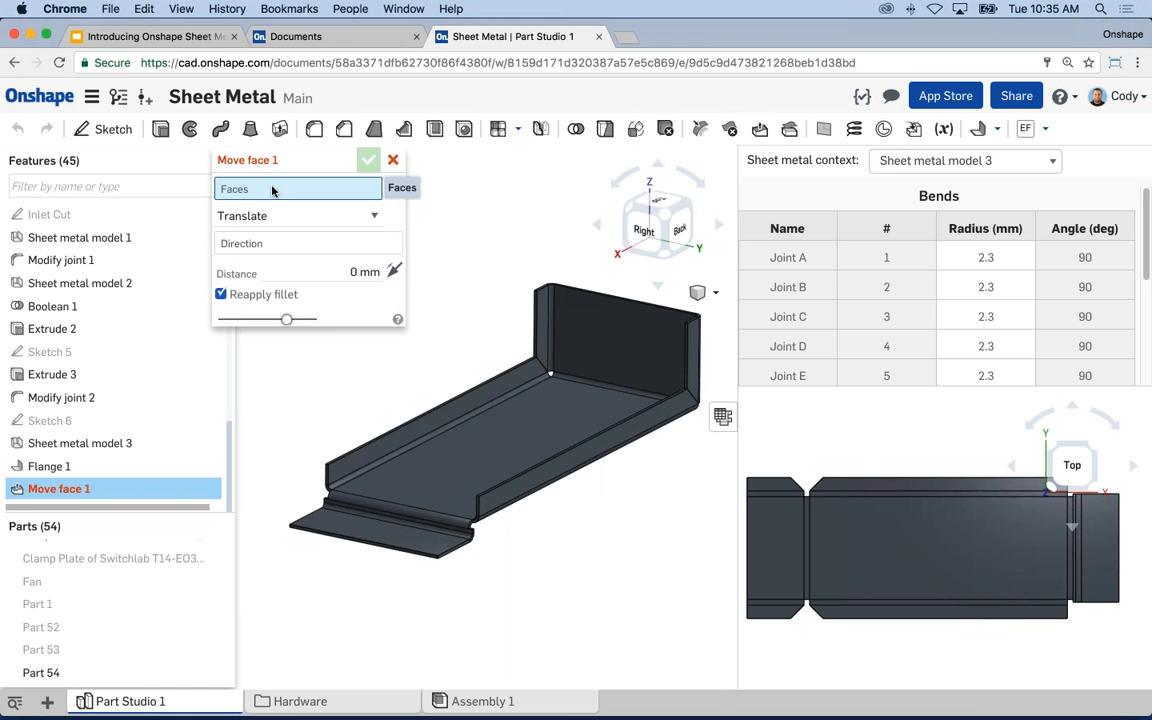 Chrome File Edit View History Bookmarks People Window Help Tue 10:35 AM
Introducing Onshape Sheet Me × Documents × Sheet Metal | Part Studio 1 × Onshape
Secure https://cad.onshape.com/documents/58a3371dfb62730f86f4380f/w/8159d171d320387a57e5c869/e/9d5c9d473821268beb1d38bd
Onshape Sheet Metal Main App Store Share ? Cody
Sketch (x) EF
Features (45)
Filter by name or type
Inlet Cut
Sheet metal model 1
Modify joint 1
Sheet metal model 2
Boolean 1
Extrude 2
Sketch 5
Extrude 3
Modify joint 2
Sketch 6
Sheet metal model 3
Flange 1
Move face 1
Parts (54)
Clamp Plate of Switchlab T14-EO3...
Fan
Part 1
Part 52
Part 53
Part 54
Move face 1
Faces Faces
Translate
Direction
Distance 0 mm
Reapply fillet
?
Z
Right Back
X Y
Sheet metal context: Sheet metal model 3
Bends
Name # Radius (mm) Angle (deg)
Joint A 1 2.3 90
Joint B 2 2.3 90
Joint C 3 2.3 90
Joint D 4 2.3 90
Joint E 5 2.3 90
Y
Top
Z X
Part Studio 1 Hardware Assembly 1